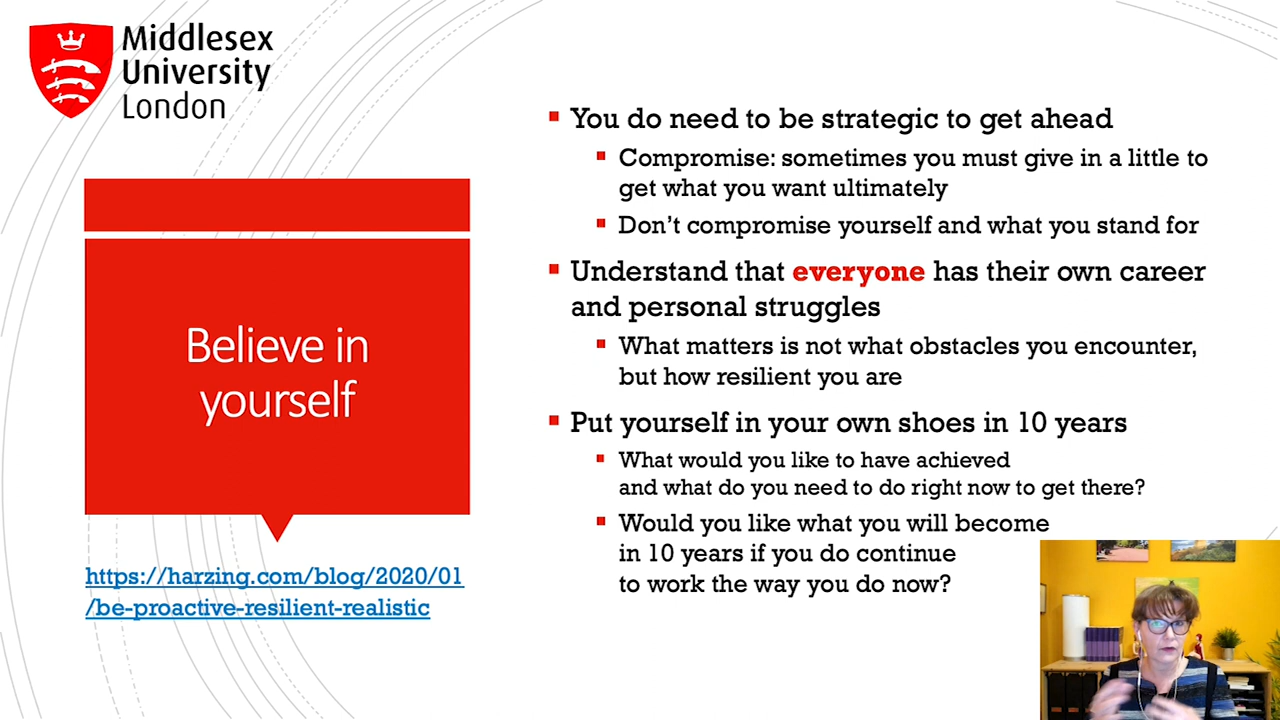 Middlesex
University
London
Believe in
yourself
https://harzing.com/blog/2020/01
/be-proactive-resilient-realistic
You do need to be strategic to get ahead
Compromise: sometimes you must give in a little to
get what you want ultimately
Don’t compromise yourself and what you stand for
Understand that everyone has their own career
and personal struggles
What matters is not what obstacles you encounter,
but how resilient you are
Put yourself in your own shoes in 10 years
What would you like to have achieved
and what do you need to do right now to get there?
Would you like what you will become
in 10 years if you do continue
to work the way you do now?